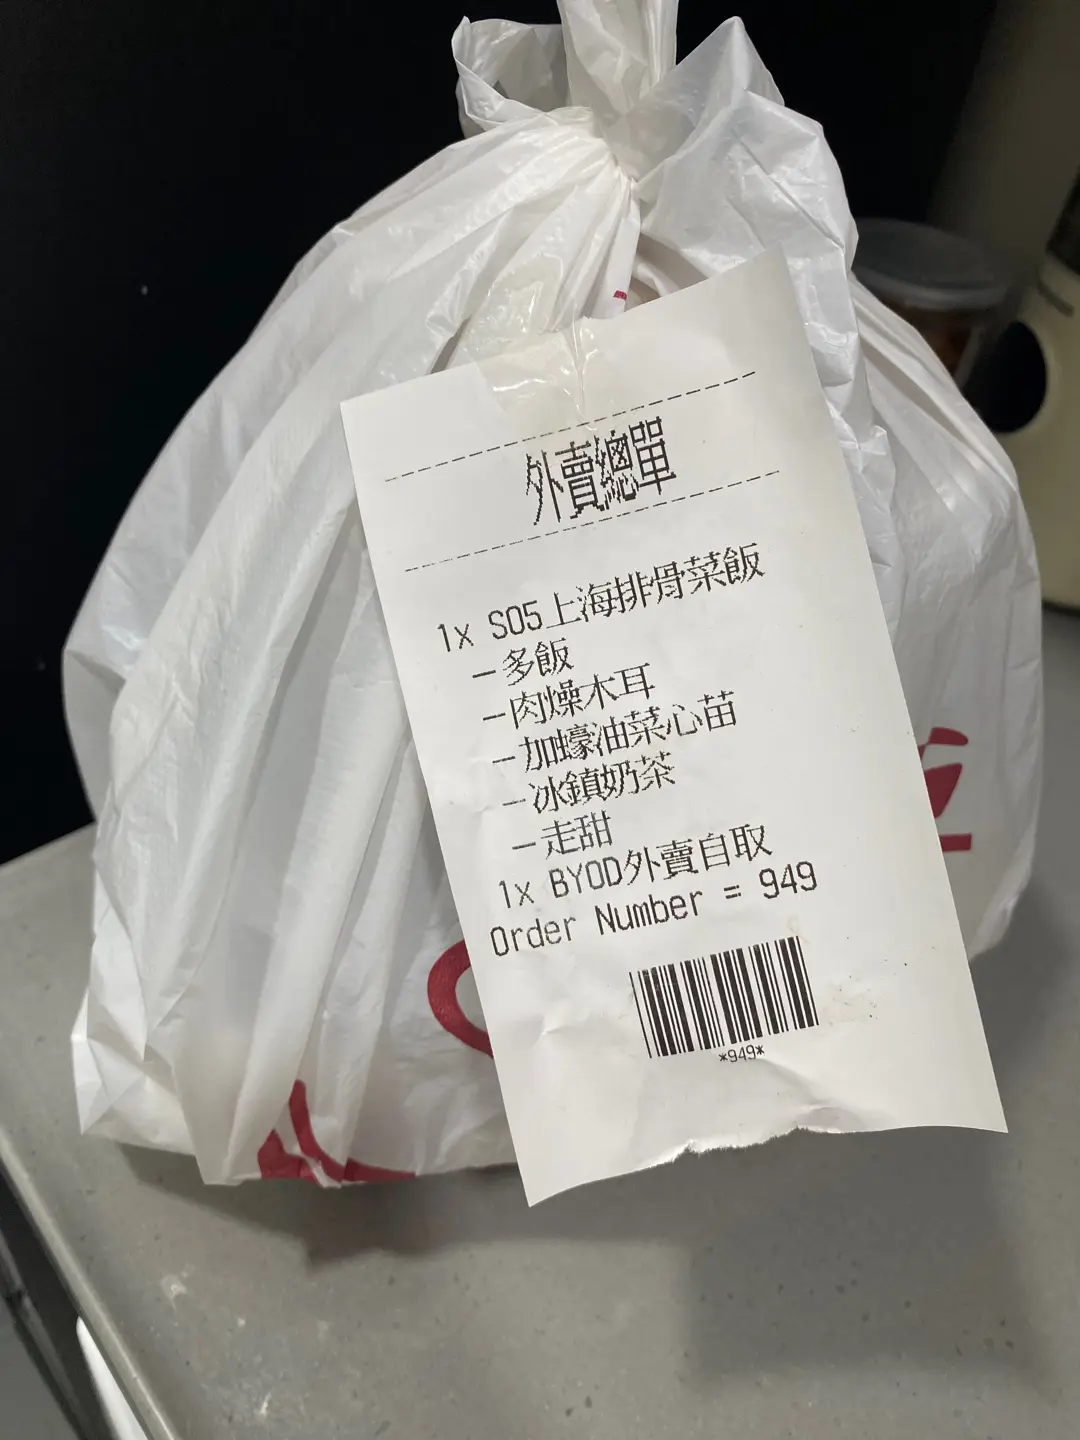 外賣總單
1x S05上海排骨菜飯
–多飯
–肉燥木耳
–加蠔油菜心苗
–冰鎮奶茶
–走甜
1x BYOD外賣自取
Order Number = 949
*949*